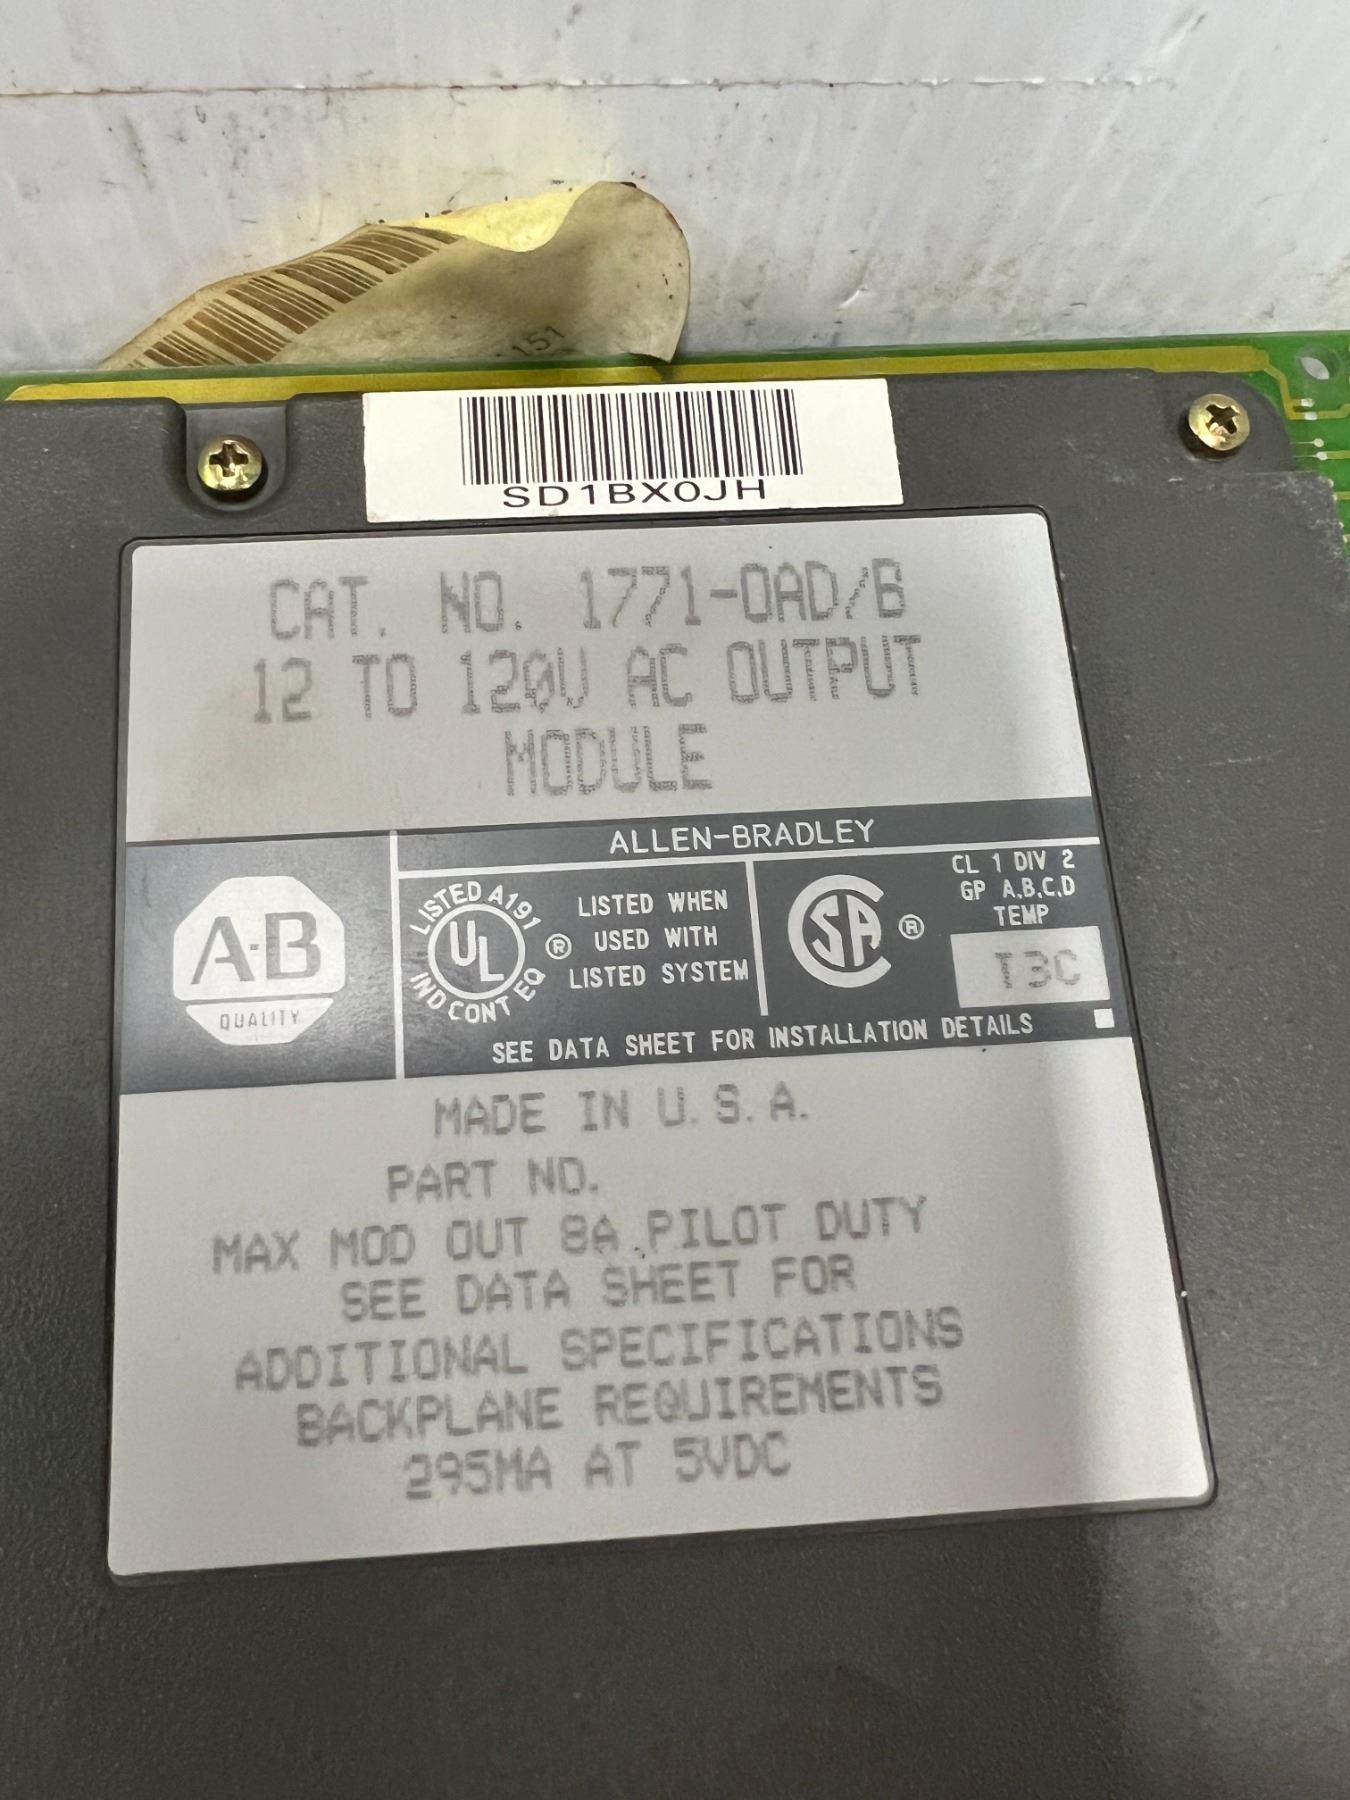 151
SD1BX0JH
CAT. NO. 1771-OAD/B
12 TO 120V AC OUTPUT
MODULE
ALLEN-BRADLEY
A-B
QUALITY
LISTED A191
UL
®
IND CONT EQ
LISTED WHEN
USED WITH
LISTED SYSTEM
SA
®
CL 1 DIV 2
GP A,B,C,D
TEMP
T3C
SEE DATA SHEET FOR INSTALLATION DETAILS
MADE IN U.S.A.
PART NO.
MAX MOD OUT 8A PILOT DUTY
SEE DATA SHEET FOR
ADDITIONAL SPECIFICATIONS
BACKPLANE REQUIREMENTS
295MA AT 5VDC